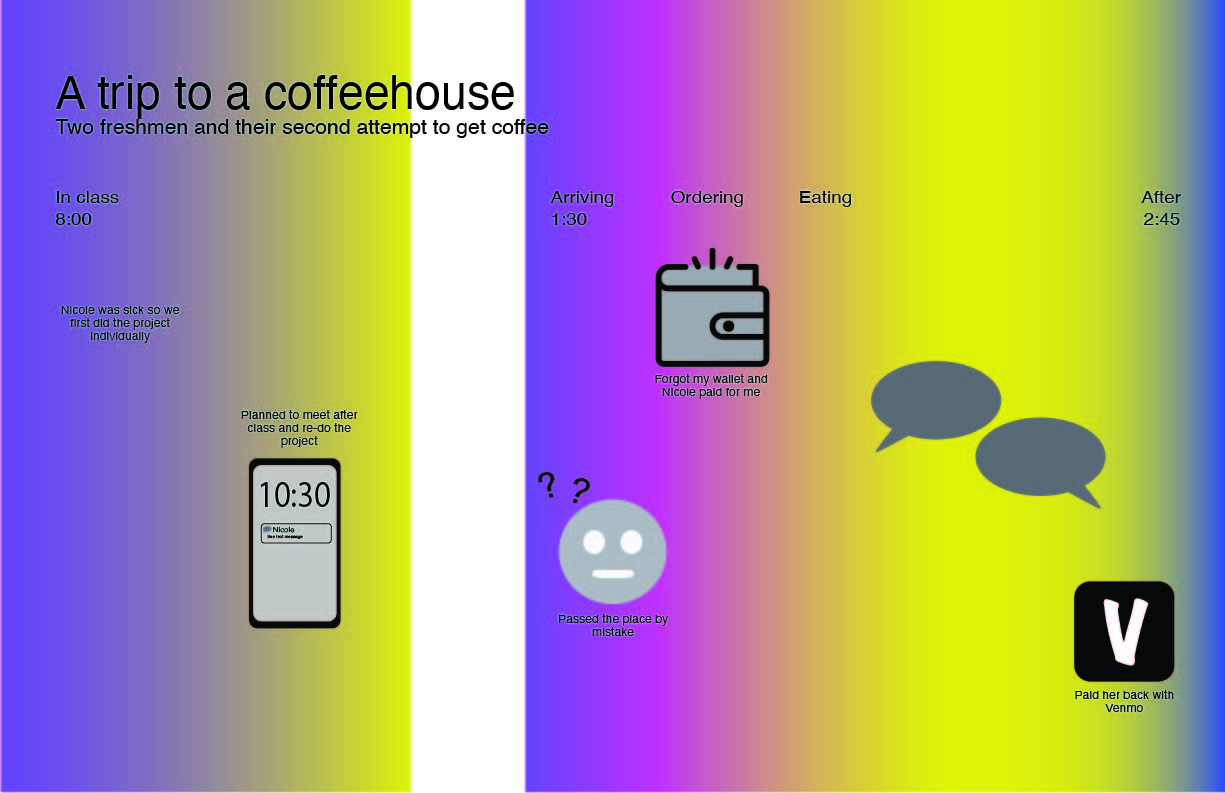 A trip to a coffeehouse
Two freshmen and their second attempt to get coffee
In class
8:00
Arriving
1:30
Ordering
Eating
After
2:45
Nicole was sick so we
first did the project
individually
Planned to meet after
class and re-do the
project
10:30
Nicole
See text message
Forgot my wallet and
Nicole paid for me
? ?
Passed the place by
mistake
V
Paid her back with
Venmo